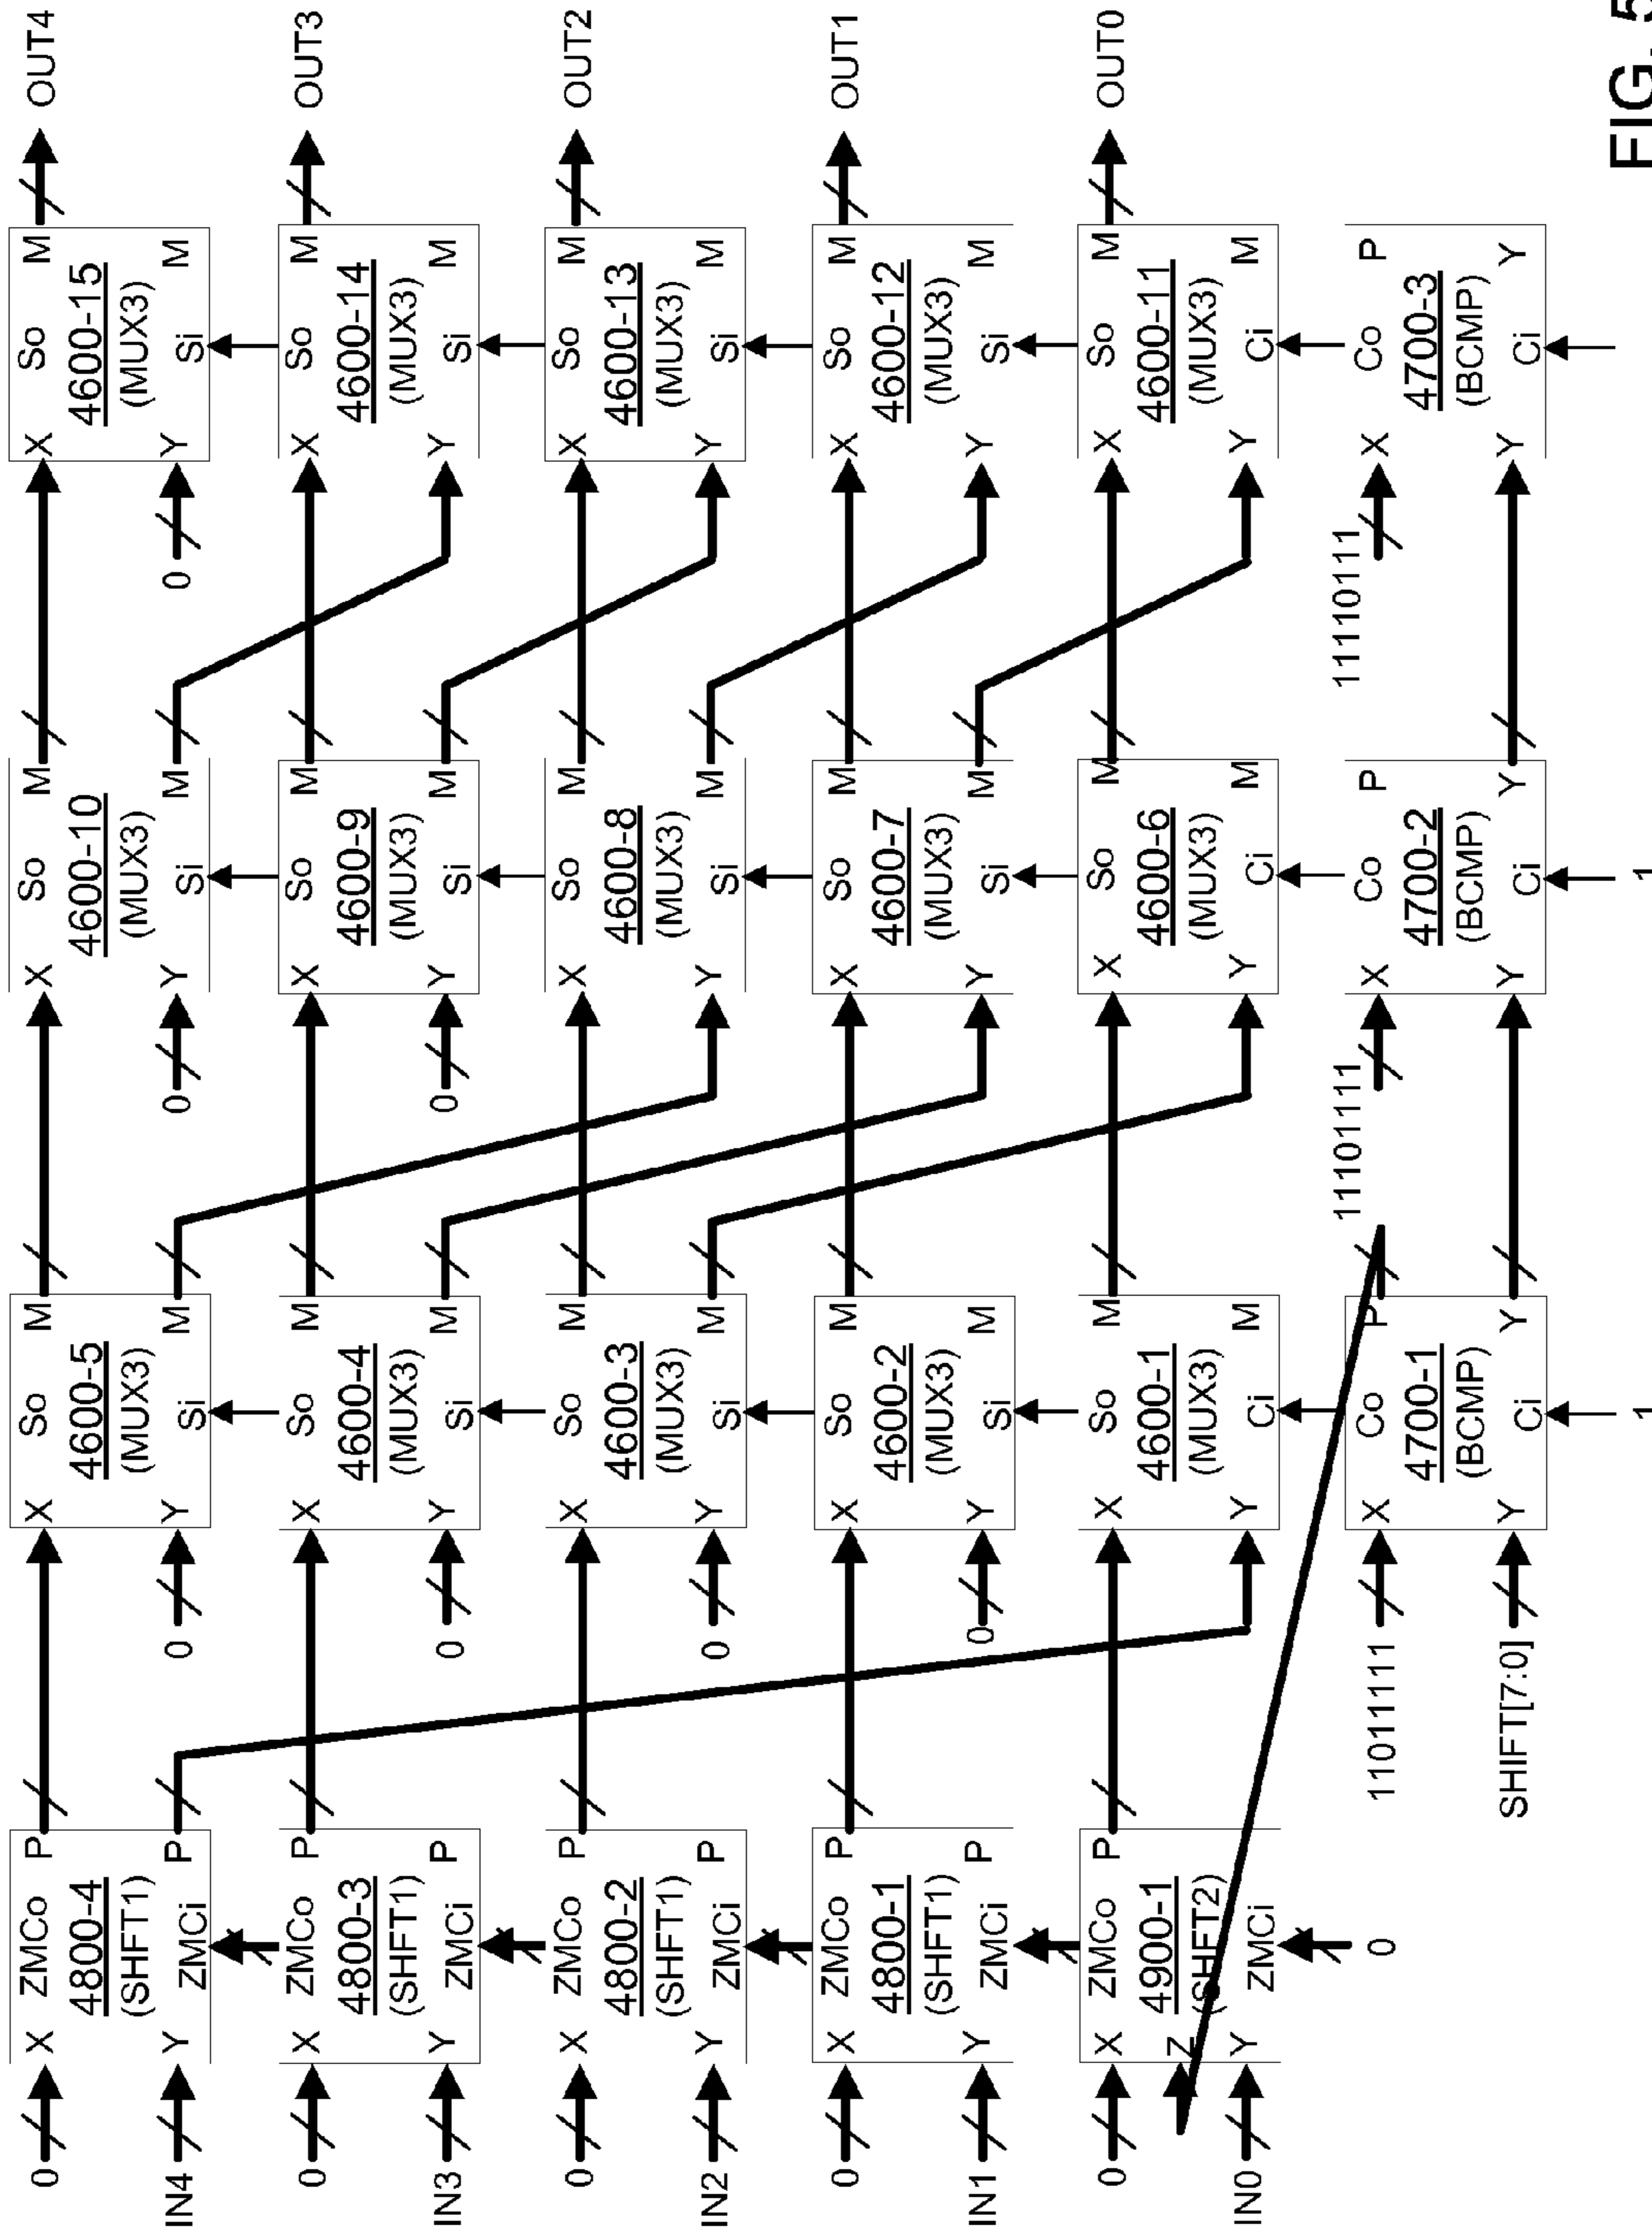 0 X ZMCo P X So M X So M X So M OUT4
4800-4 4600-5 4600-10 4600-15
(SHFT1) (MUX3) (MUX3) (MUX3)
IN4 Y ZMCi P 0 Y Si M 0 Y Si M 0 Y Si M
0 X ZMCo P X So M X So M X So M OUT3
4800-3 4600-4 4600-9 4600-14
(SHFT1) (MUX3) (MUX3) (MUX3)
IN3 Y ZMCi P 0 Y Si M 0 Y Si M Y Si M
0 X ZMCo P X So M X So M X So M OUT2
4800-2 4600-3 4600-8 4600-13
(SHFT1) (MUX3) (MUX3) (MUX3)
IN2 Y ZMCi P 0 Y Si M Y Si M Y Si M
0 X ZMCo P X So M X So M X So M OUT1
4800-1 4600-2 4600-7 4600-12
(SHFT1) (MUX3) (MUX3) (MUX3)
IN1 Y ZMCi P 0 Y Si M Y Si M Y Si M
0 X ZMCo P X So M X So M X So M OUT0
4900-1 4600-1 4600-6 4600-11
Z (SHFT2) (MUX3) (MUX3) (MUX3)
IN0 Y ZMCi Y Ci M Y Ci M Y Ci M
11101111 11110111
0 11011111 X Co P X Co P X Co P
4700-1 4700-2 4700-3
(BCMP) (BCMP) (BCMP)
SHIFT[7:0] Y Ci Y Y Ci Y Y Ci Y
1 1
FIG. 5